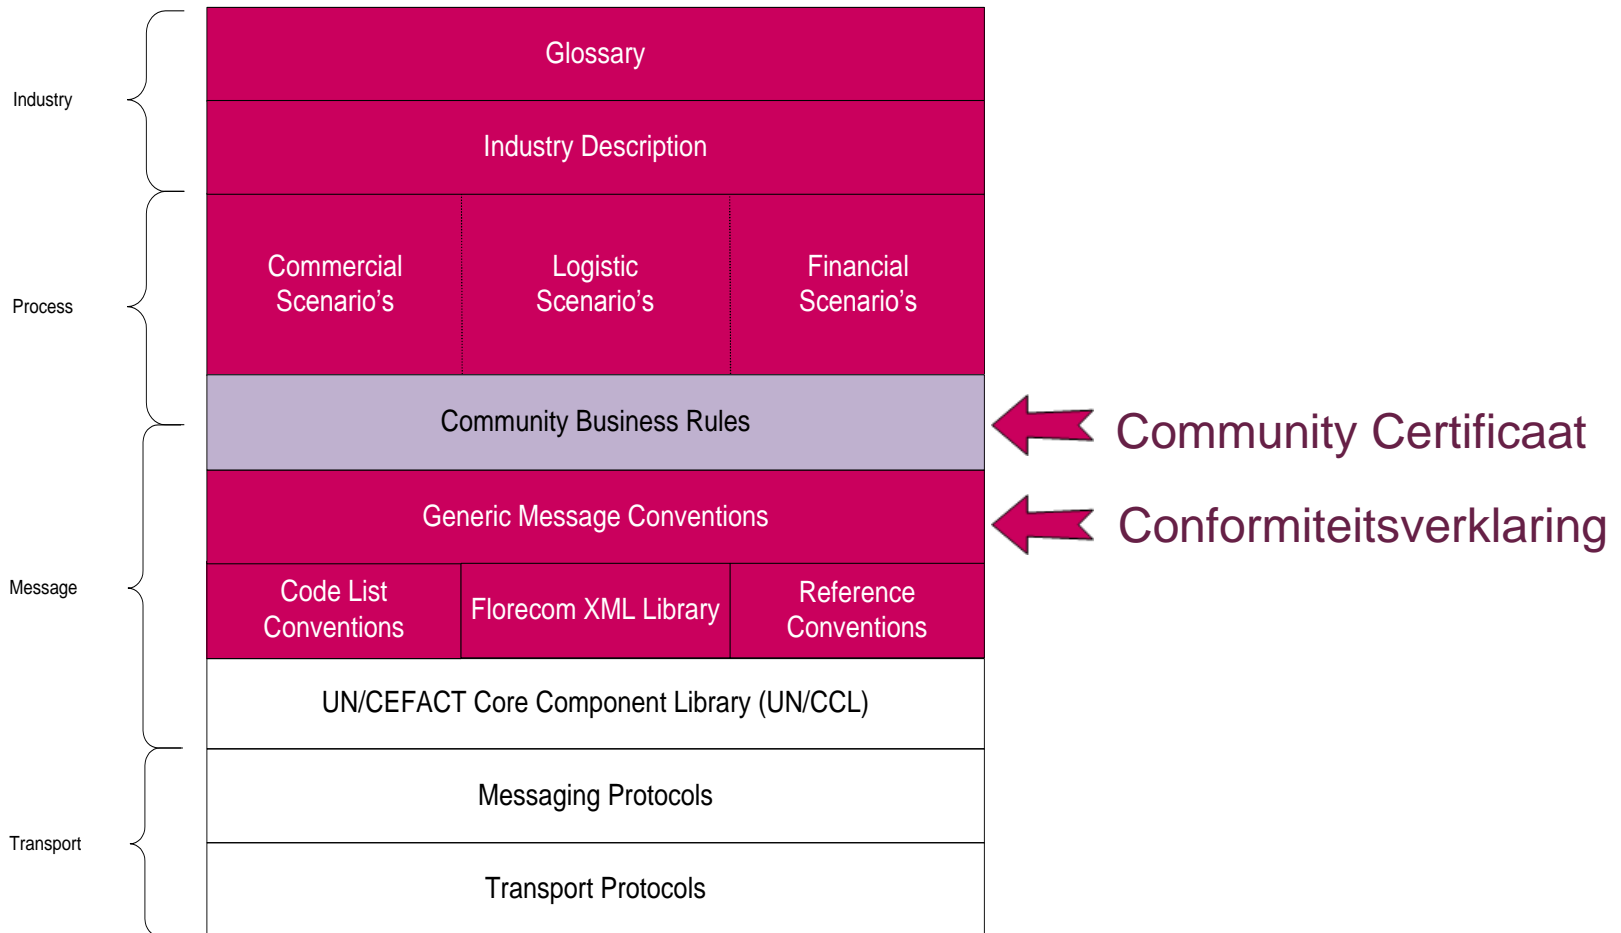 Glossary
Industry
Industry Description
Commercial
Scenario’s
Logistic
Scenario’s
Financial
Scenario’s
Process
Community Business Rules
Community Certificaat
Generic Message Conventions
Conformiteitsverklaring
Message
Code List
Conventions
Florecom XML Library
Reference
Conventions
UN/CEFACT Core Component Library (UN/CCL)
Messaging Protocols
Transport
Transport Protocols